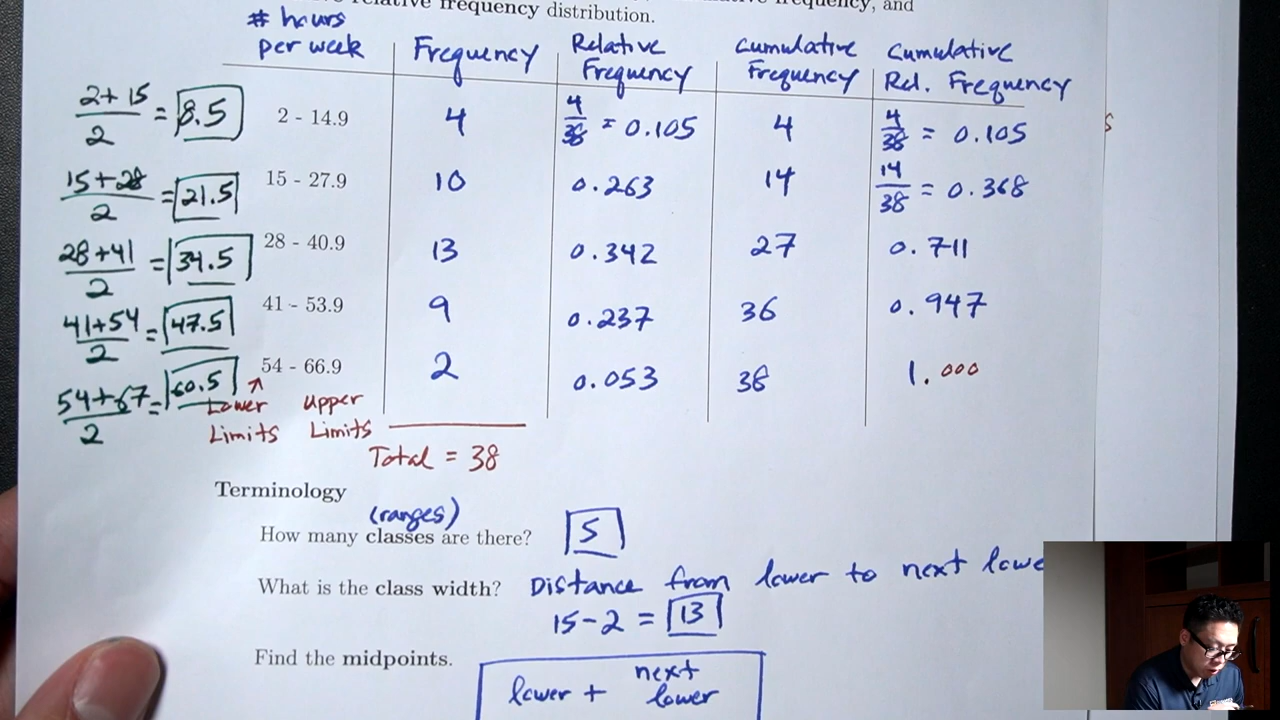 relative frequency distribution.
frequency, and
# hours per week Frequency Relative Frequency Cumulative Frequency Cumulative Rel. Frequency
2+15/2 = 8.5 2 - 14.9 4 4/38 = 0.105 4 4/38 = 0.105
15+28/2 = 21.5 15 - 27.9 10 0.263 14 14/38 = 0.368
28+41/2 = 34.5 28 - 40.9 13 0.342 27 0.711
41+54/2 = 47.5 41 - 53.9 9 0.237 36 0.947
54+67/2 = 60.5 54 - 66.9 2 0.053 38 1.000
Lower Limits Upper Limits
Total = 38
Terminology
(ranges)
How many classes are there? 5
What is the class width? Distance from lower to next lowe
15-2 = 13
Find the midpoints.
lower + next lower